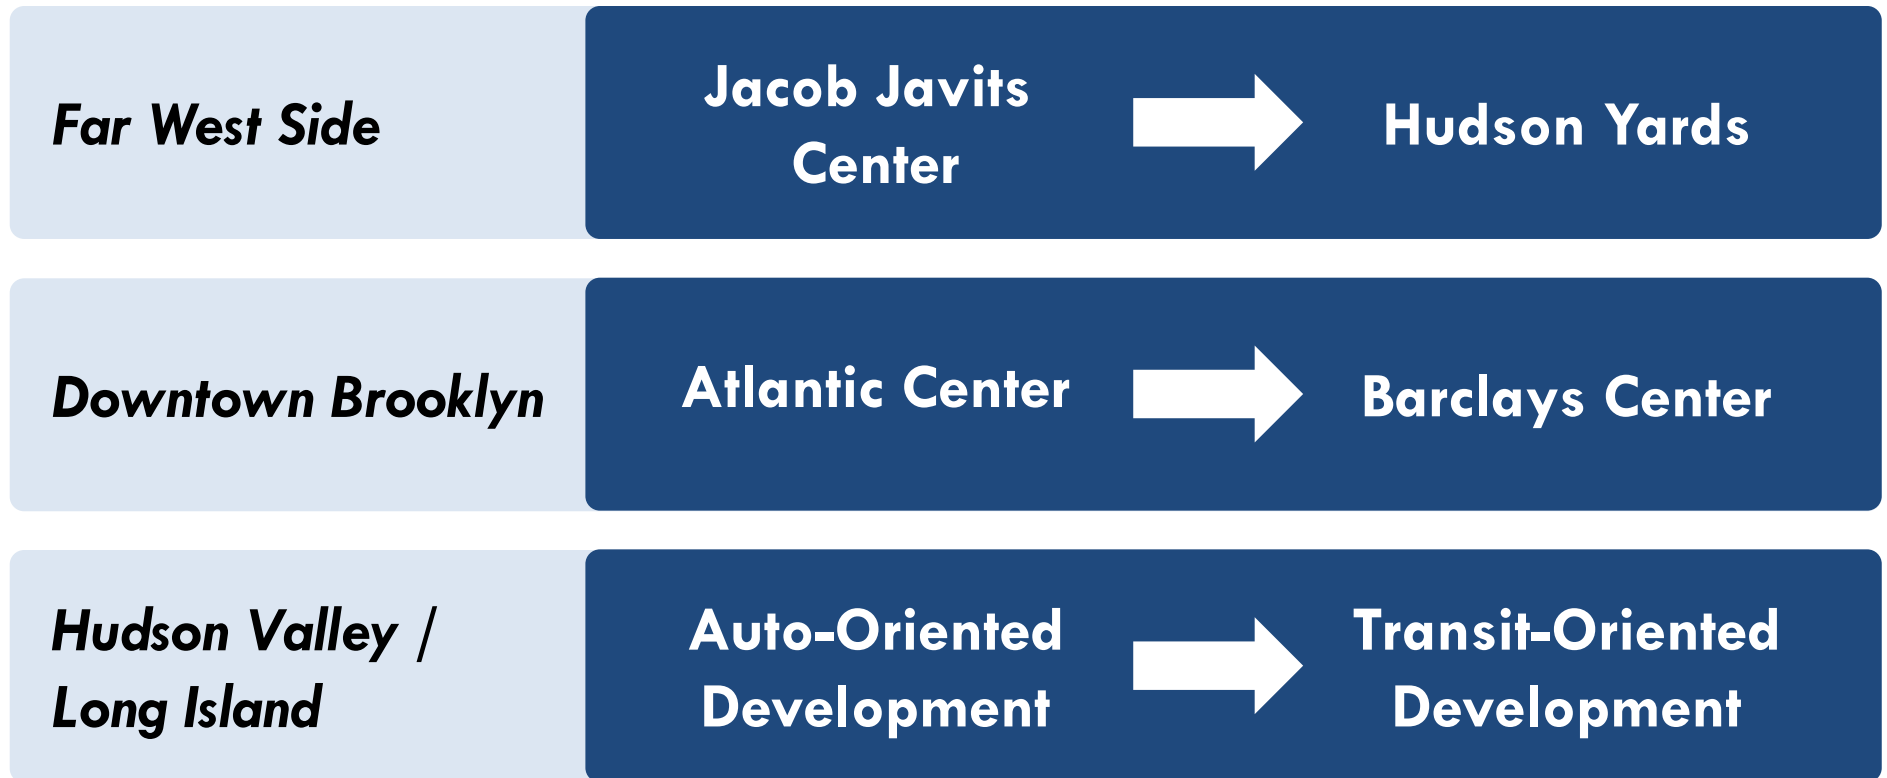 Far West Side
Jacob Javits
Center
Hudson Yards
Downtown Brooklyn
Atlantic Center
Barclays Center
Hudson Valley /
Long Island
Auto-Oriented
Development
Transit-Oriented
Development